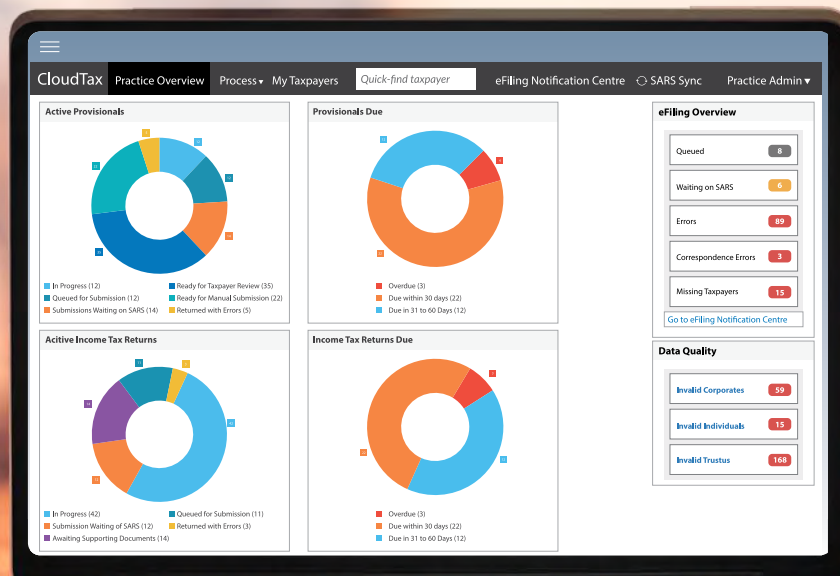 CloudTax Practice Overview Process My Taxpayers Quick-find taxpayer eFiling Notification Centre SARS Sync Practice Admin
Active Provisionals
In Progress (12) Ready for Taxpayer Review (35)
Queued for Submission (12) Ready for Manual Submission (22)
Submissions Waiting on SARS (14) Returned with Errors (5)
Provisionals Due
Overdue (3)
Due within 30 days (22)
Due in 31 to 60 Days (12)
eFiling Overview
Queued 8
Waiting on SARS 6
Errors 89
Correspondence Errors 3
Missing Taxpayers 15
Go to eFiling Notification Centre
Acitive Income Tax Returns
In Progress (42) Queued for Submission (11)
Submission Waiting of SARS (12) Returned with Errors (3)
Awaiting Supporting Documents (14)
Income Tax Returns Due
Overdue (3)
Due within 30 days (22)
Due in 31 to 60 Days (12)
Data Quality
Invalid Corporates 59
Invalid Individuals 15
Invalid Trustus 168